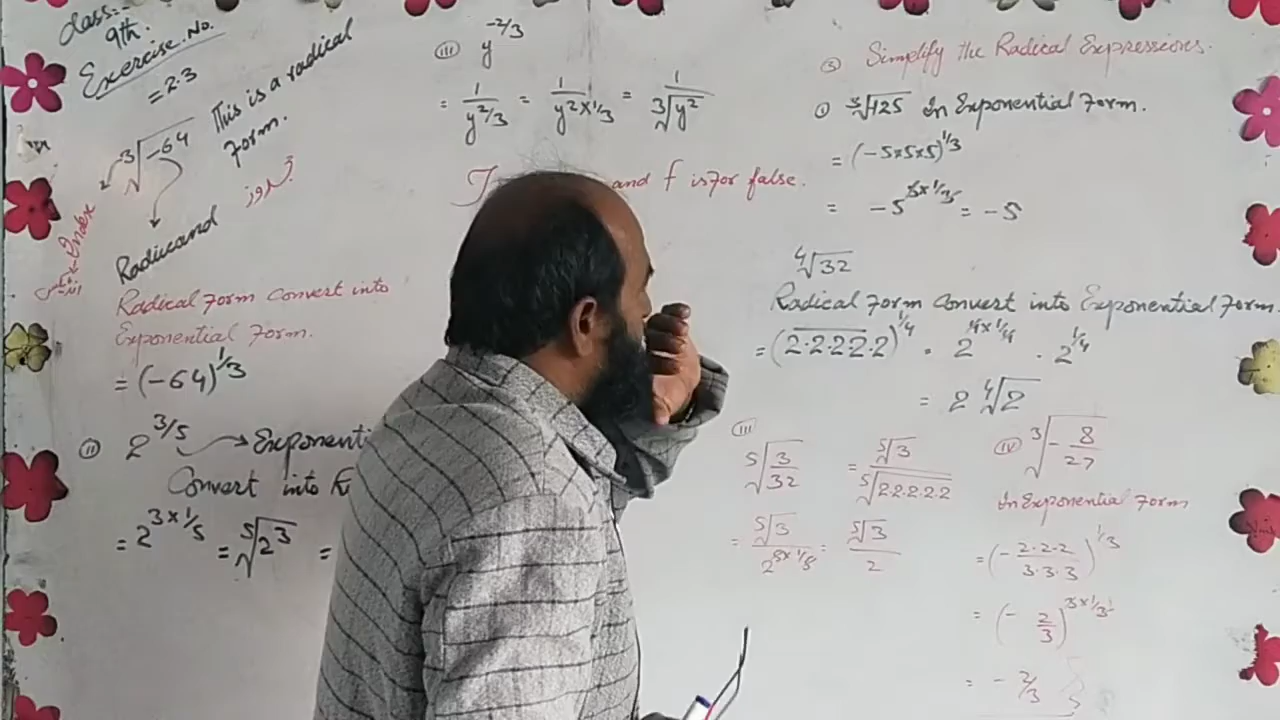 Class:- 9th.
Exercise. No.
= 2.3
∛-64 This is a radical form.
جزور
Index
انڈیکس
Radicand
Radical form Convert into
Exponential Form.
= (-64)^1/3
(ii) 2^3/5 → Exponenti
Convert into
= 2^3×1/5 = ⁵√2³ =
(iii) y^-2/3
= 1/y^2/3 = 1/y^2×1/3 = 1/∛y²
and f is for false.
(3) Simplify the Radical Expressions.
(i) ∛-125 In Exponential Form.
= (-5×5×5)^1/3
= -5^3×1/3 = -5
⁴√32
Radical Form Convert into Exponential Form.
= (2·2·2·2·2)^1/4 · 2^4×1/4 · 2^1/4
= 2 ⁴√2
(iii) ⁵√3/32 = ⁵√3/⁵√2·2·2·2·2
= ⁵√3/2^5×1/5 = ⁵√3/2
(iv) ∛-8/27
In Exponential Form
= (-2·2·2/3·3·3)^1/3
= (-2/3)^3×1/3
= -2/3